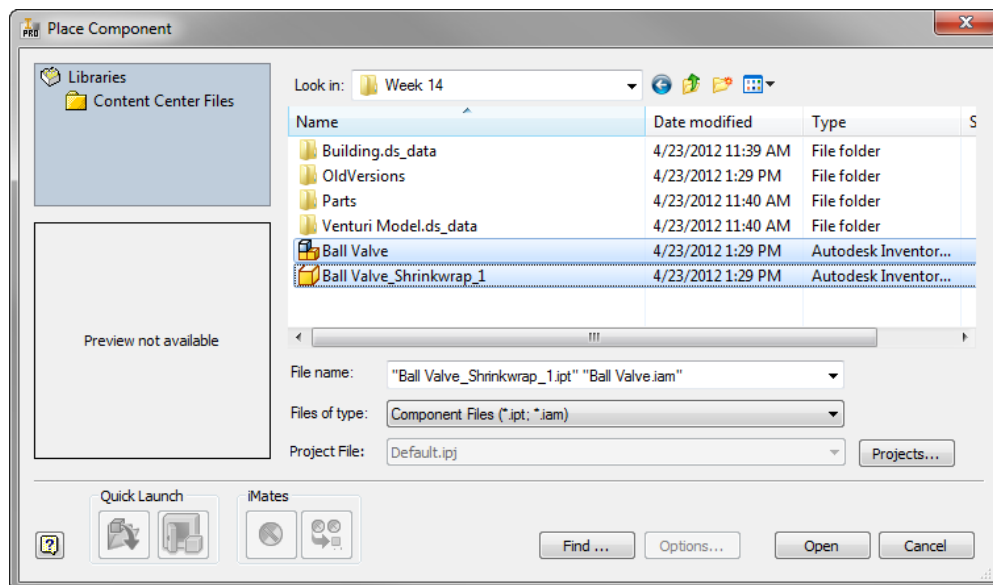 PRO Place Component
Libraries
Content Center Files
Look in: Week 14
Name Date modified Type S
Building.ds_data 4/23/2012 11:39 AM File folder
OldVersions 4/23/2012 1:29 PM File folder
Parts 4/23/2012 11:40 AM File folder
Venturi Model.ds_data 4/23/2012 11:40 AM File folder
Ball Valve 4/23/2012 1:29 PM Autodesk Inventor...
Ball Valve_Shrinkwrap_1 4/23/2012 1:29 PM Autodesk Inventor...
Preview not available
File name: "Ball Valve_Shrinkwrap_1.ipt" "Ball Valve.iam"
Files of type: Component Files (*.ipt; *.iam)
Project File: Default.ipj Projects...
Quick Launch iMates
Find ... Options... Open Cancel